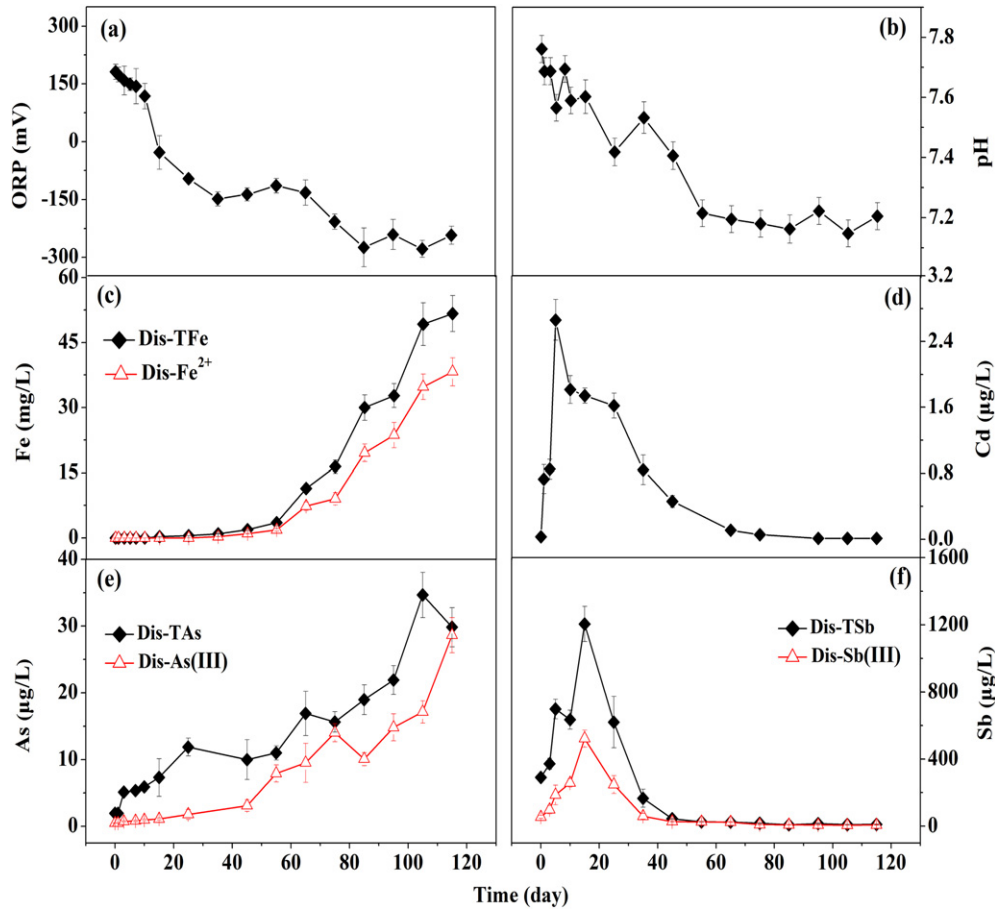 (a)
300
150
0
-150
-300
ORP (mV)
(b)
7.8
7.6
7.4
7.2
pH
(c)
60
45
30
15
0
Fe (mg/L)
Dis-TFe
Dis-Fe²⁺
(d)
3.2
2.4
1.6
0.8
0.0
Cd (μg/L)
(e)
40
30
20
10
0
As (μg/L)
Dis-TAs
Dis-As(III)
(f)
1600
1200
800
400
0
Sb (μg/L)
Dis-TSb
Dis-Sb(III)
0 20 40 60 80 100 120
0 20 40 60 80 100 120
Time (day)